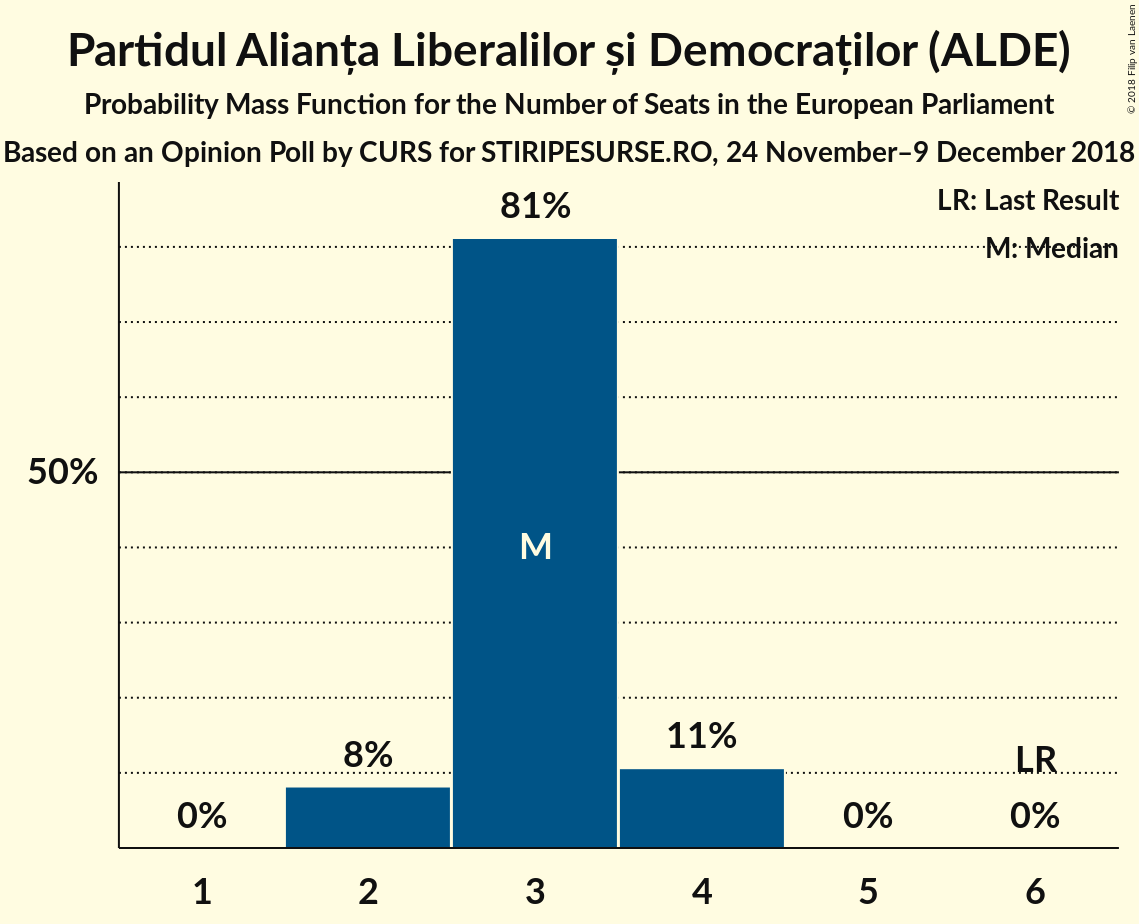 Partidul Alianța Liberalilor și Democraților (ALDE)
Probability Mass Function for the Number of Seats in the European Parliament
Based on an Opinion Poll by CURS for STIRIPESURSE.RO, 24 November–9 December 2018
© 2018 Filip van Laenen
LR: Last Result
M: Median
81%
50%
M
11%
8%
LR
0%
0%
0%
1
2
3
4
5
6